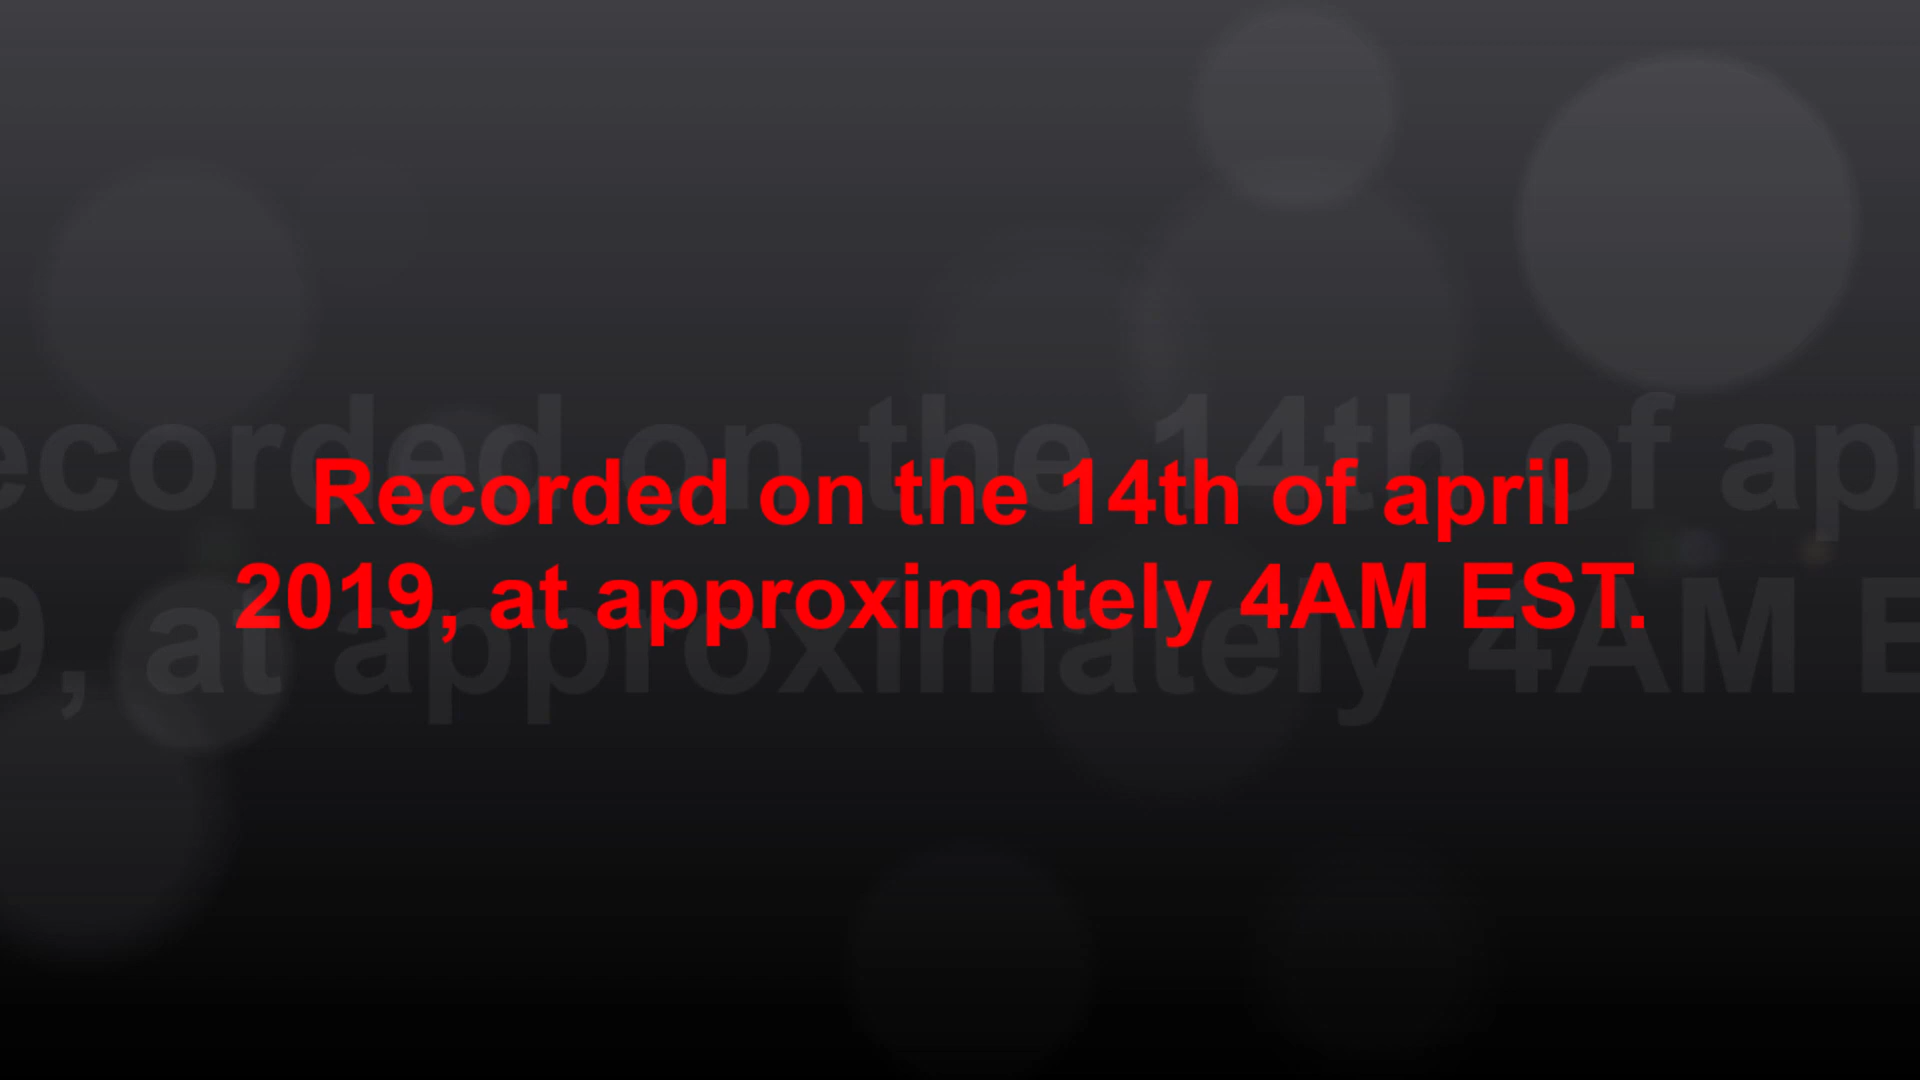 Recorded on the 14th of april
2019, at approximately 4AM EST.